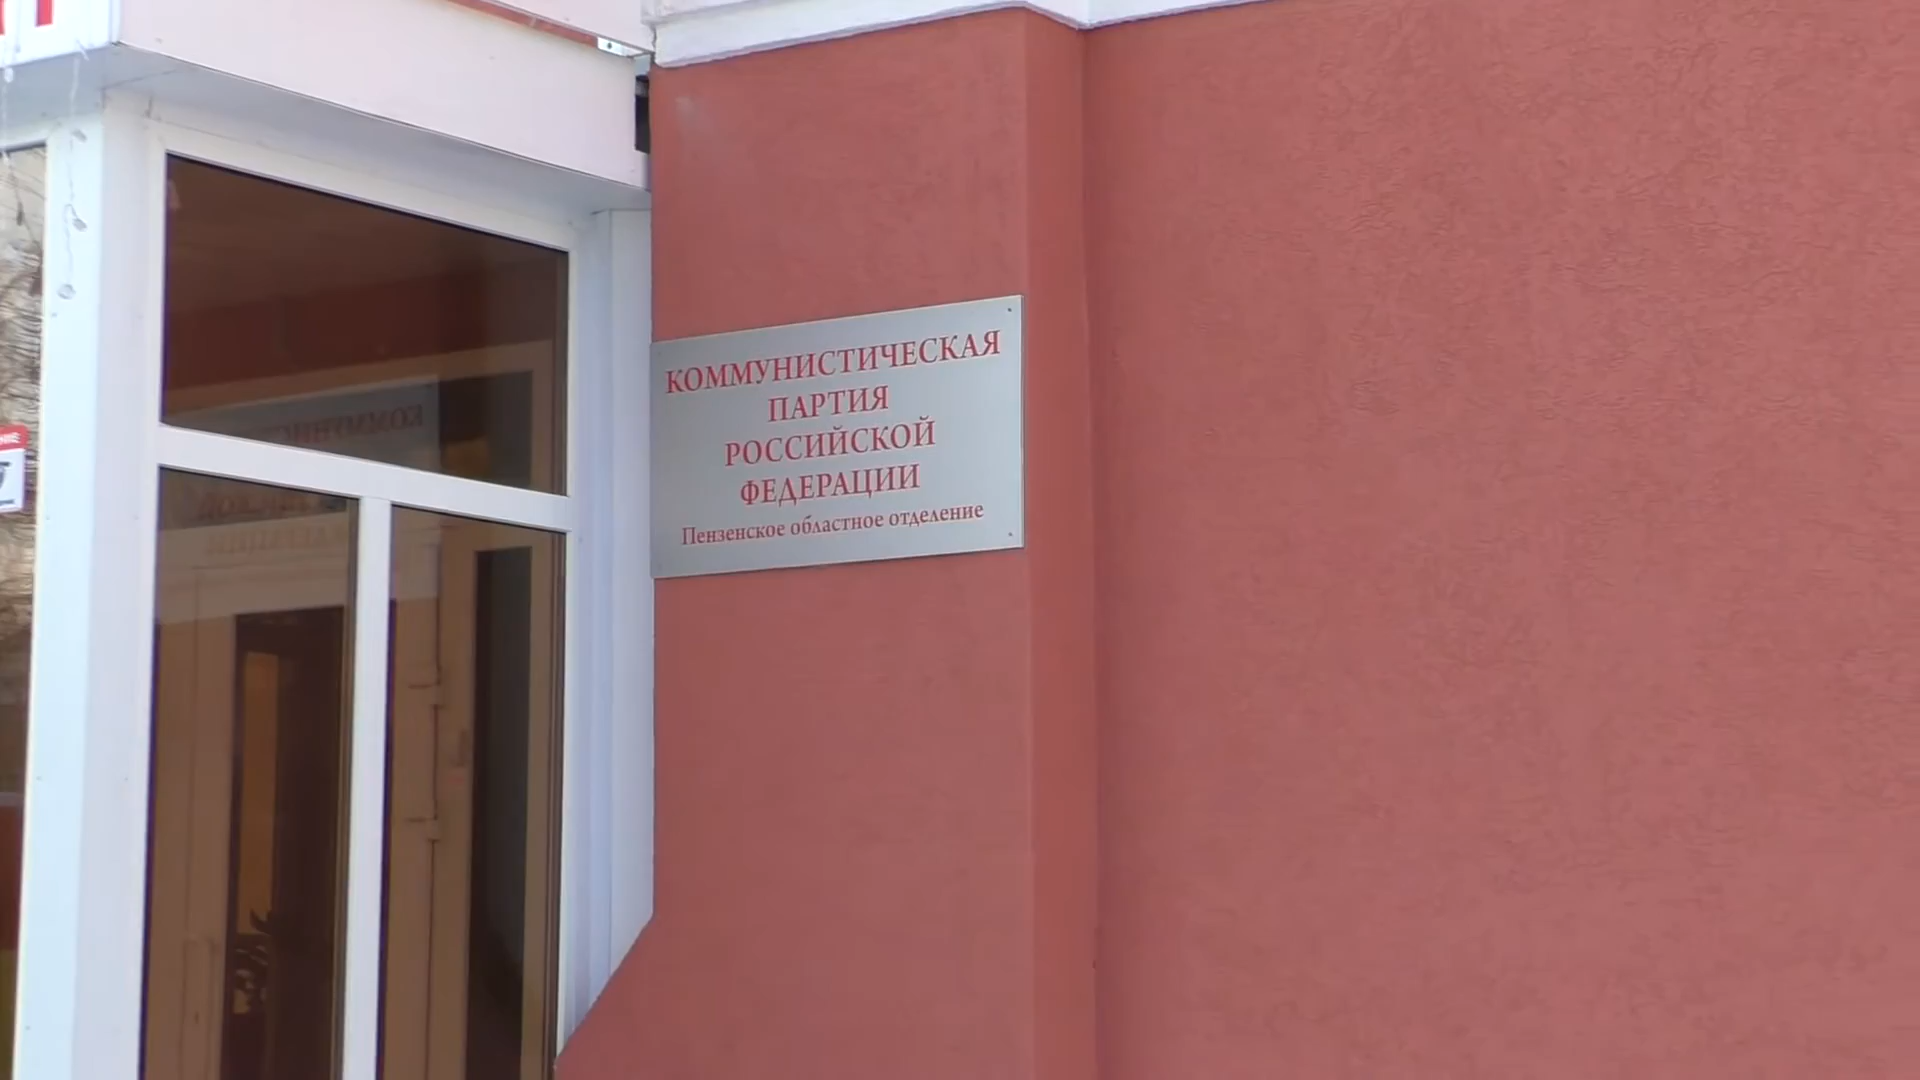 КОММУНИСТИЧЕСКАЯ
ПАРТИЯ
РОССИЙСКОЙ
ФЕДЕРАЦИИ
Пензенское областное отделение